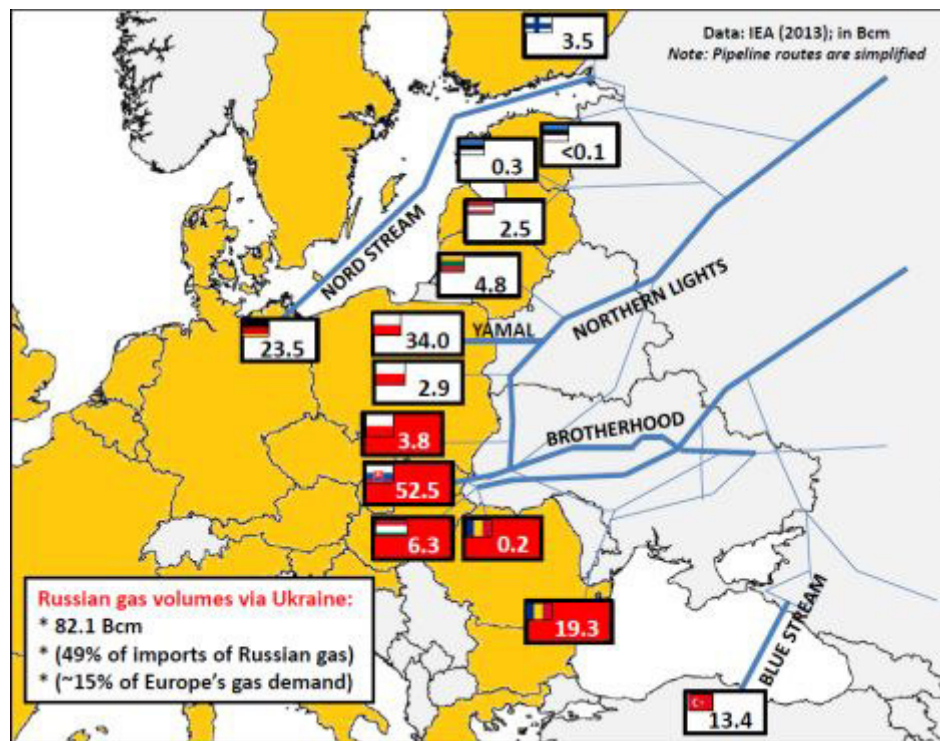 Data: IEA (2013); in Bcm
Note: Pipeline routes are simplified
3.5
<0.1
0.3
2.5
4.8
NORD STREAM
NORTHERN LIGHTS
23.5
34.0
YAMAL
2.9
3.8
BROTHERHOOD
52.5
6.3
0.2
19.3
Russian gas volumes via Ukraine:
* 82.1 Bcm
* (49% of imports of Russian gas)
* (~15% of Europe's gas demand)
BLUE STREAM
13.4